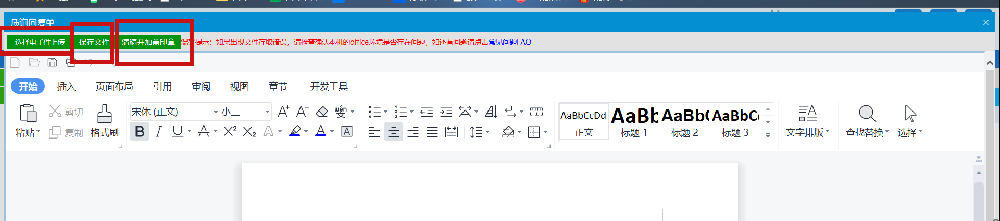 质询回复单
选择电子件上传 保存文件 清稿并加盖印章 温馨提示：如果出现文件存取错误，请检查确认本机的office环境是否存在问题，如还有问题请点击常见问题FAQ
开始 插入 页面布局 引用 审阅 视图 章节 开发工具
剪切 宋体 (正文) 小三 wén 安 AaBbCcDd AaBb AaBb AaBbC
粘贴 复制 格式刷 B I U A X² X₂ A A A 正文 标题 1 标题 2 标题 3 文字排版 查找替换 选择